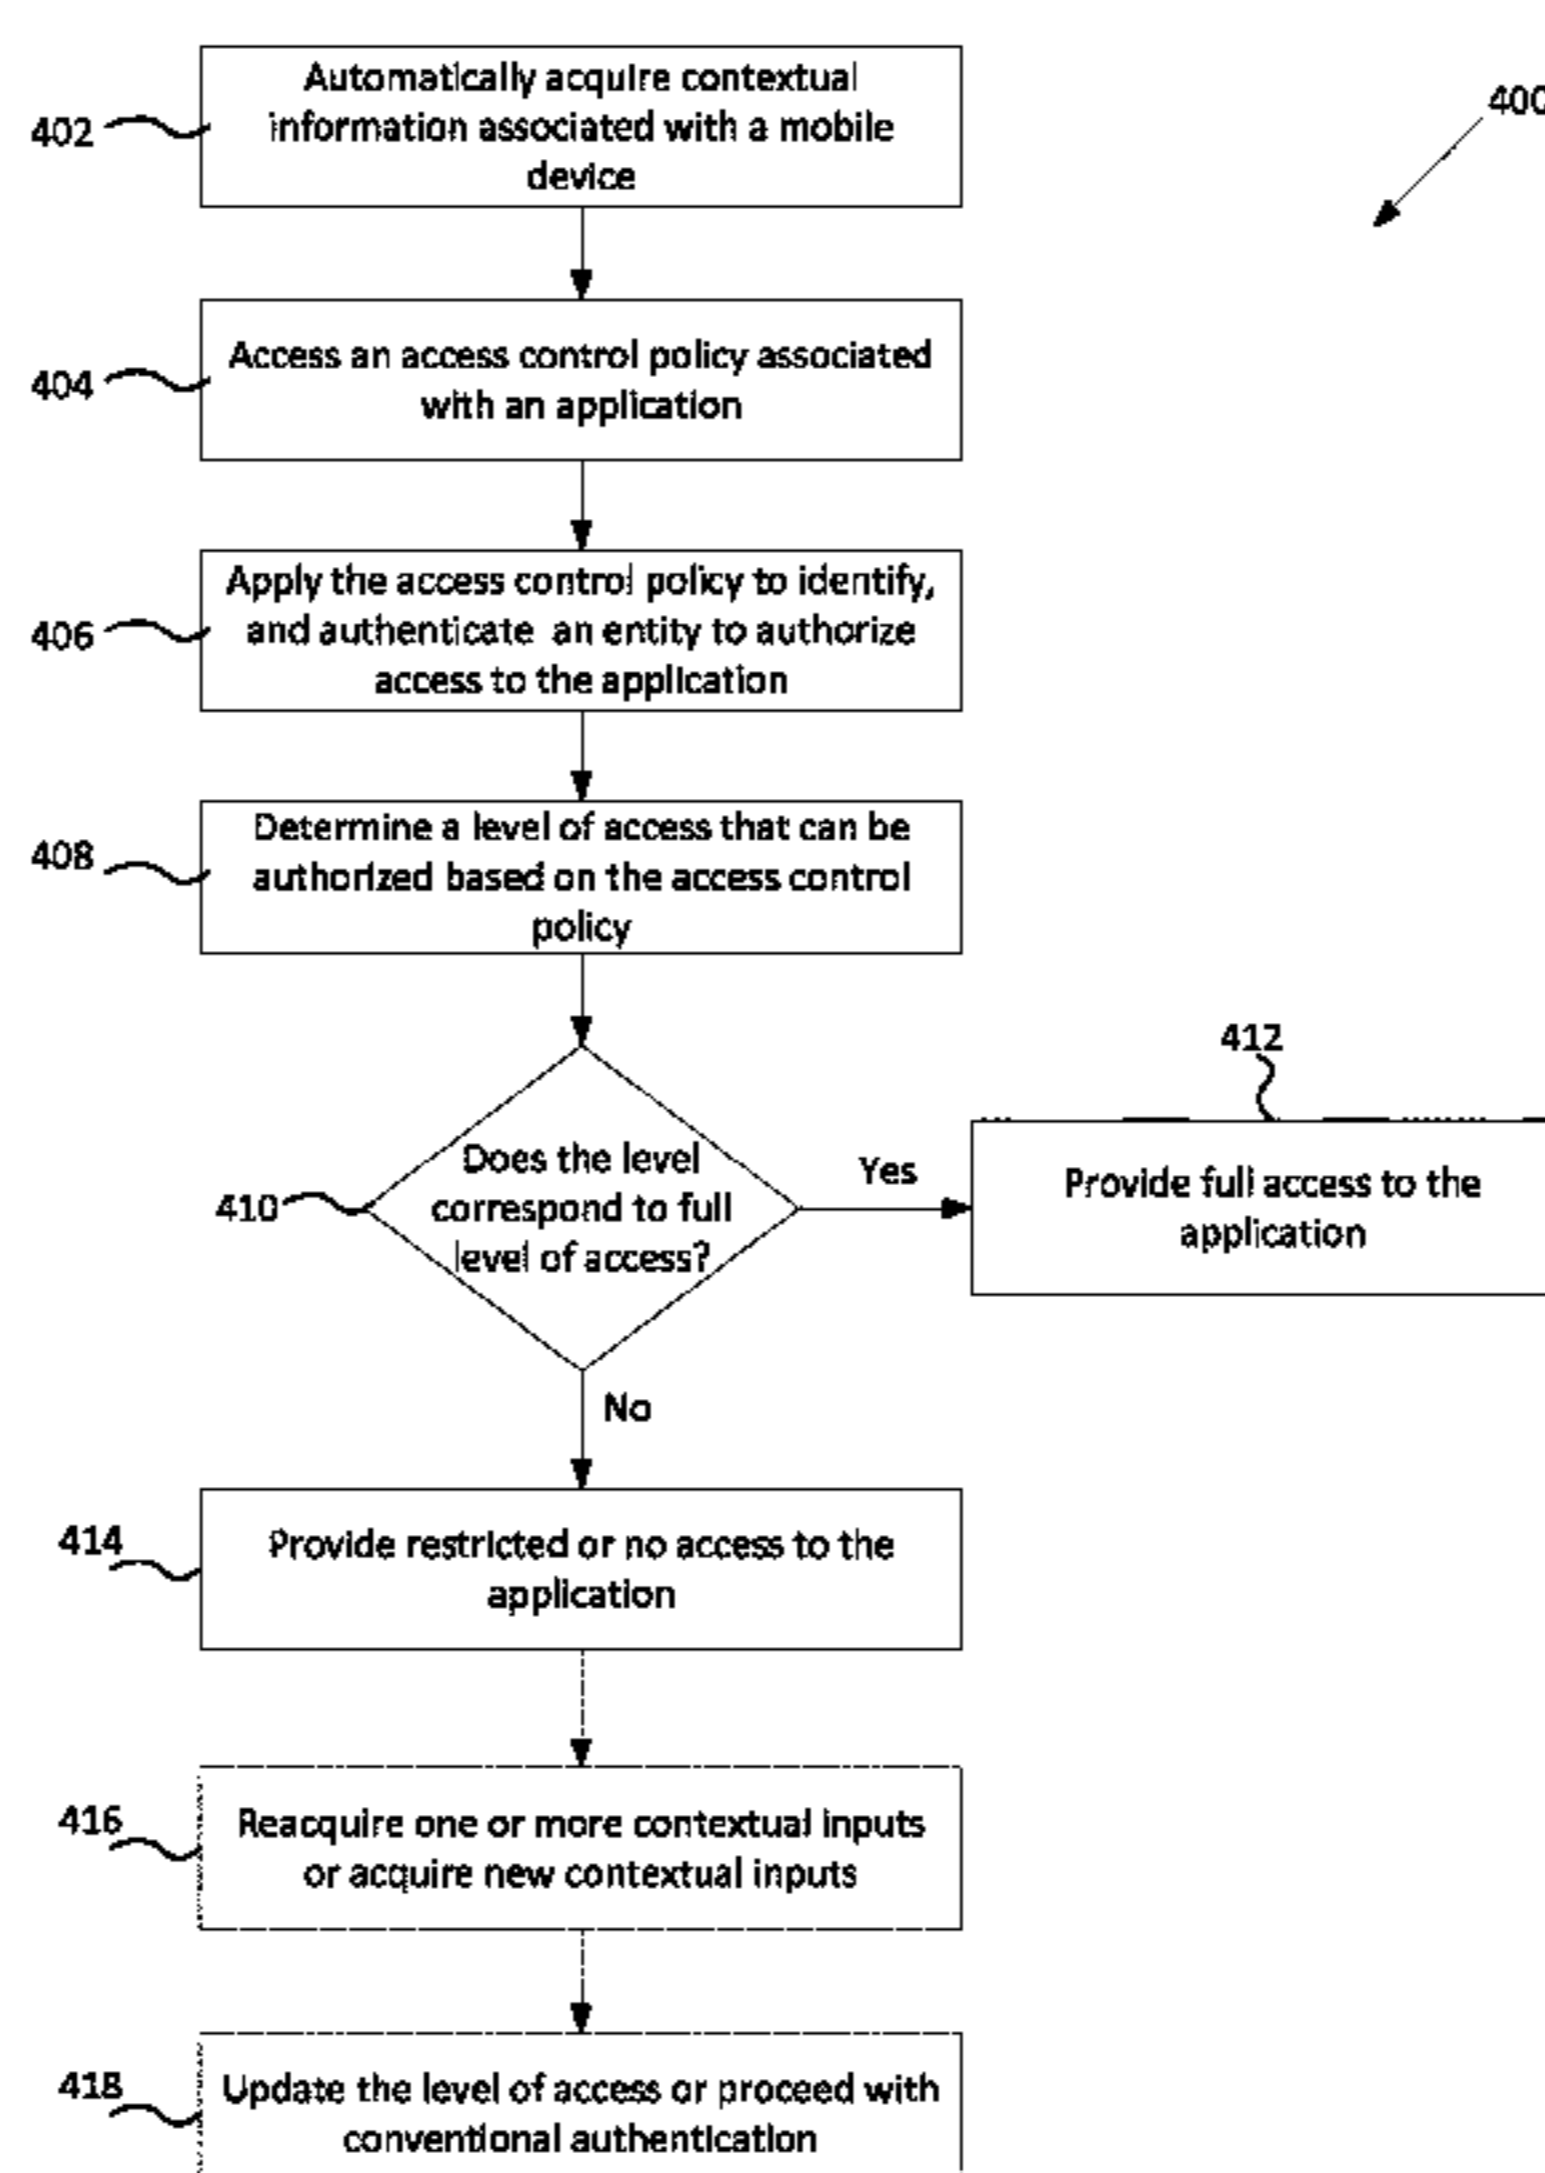 400
402
Automatically acquire contextual
information associated with a mobile
device
404
Access an access control policy associated
with an application
406
Apply the access control policy to identify,
and authenticate an entity to authorize
access to the application
408
Determine a level of access that can be
authorized based on the access control
policy
410
Does the level
correspond to full
level of access?
Yes
412
Provide full access to the
application
No
414
Provide restricted or no access to the
application
416
Reacquire one or more contextual inputs
or acquire new contextual inputs
418
Update the level of access or proceed with
conventional authentication